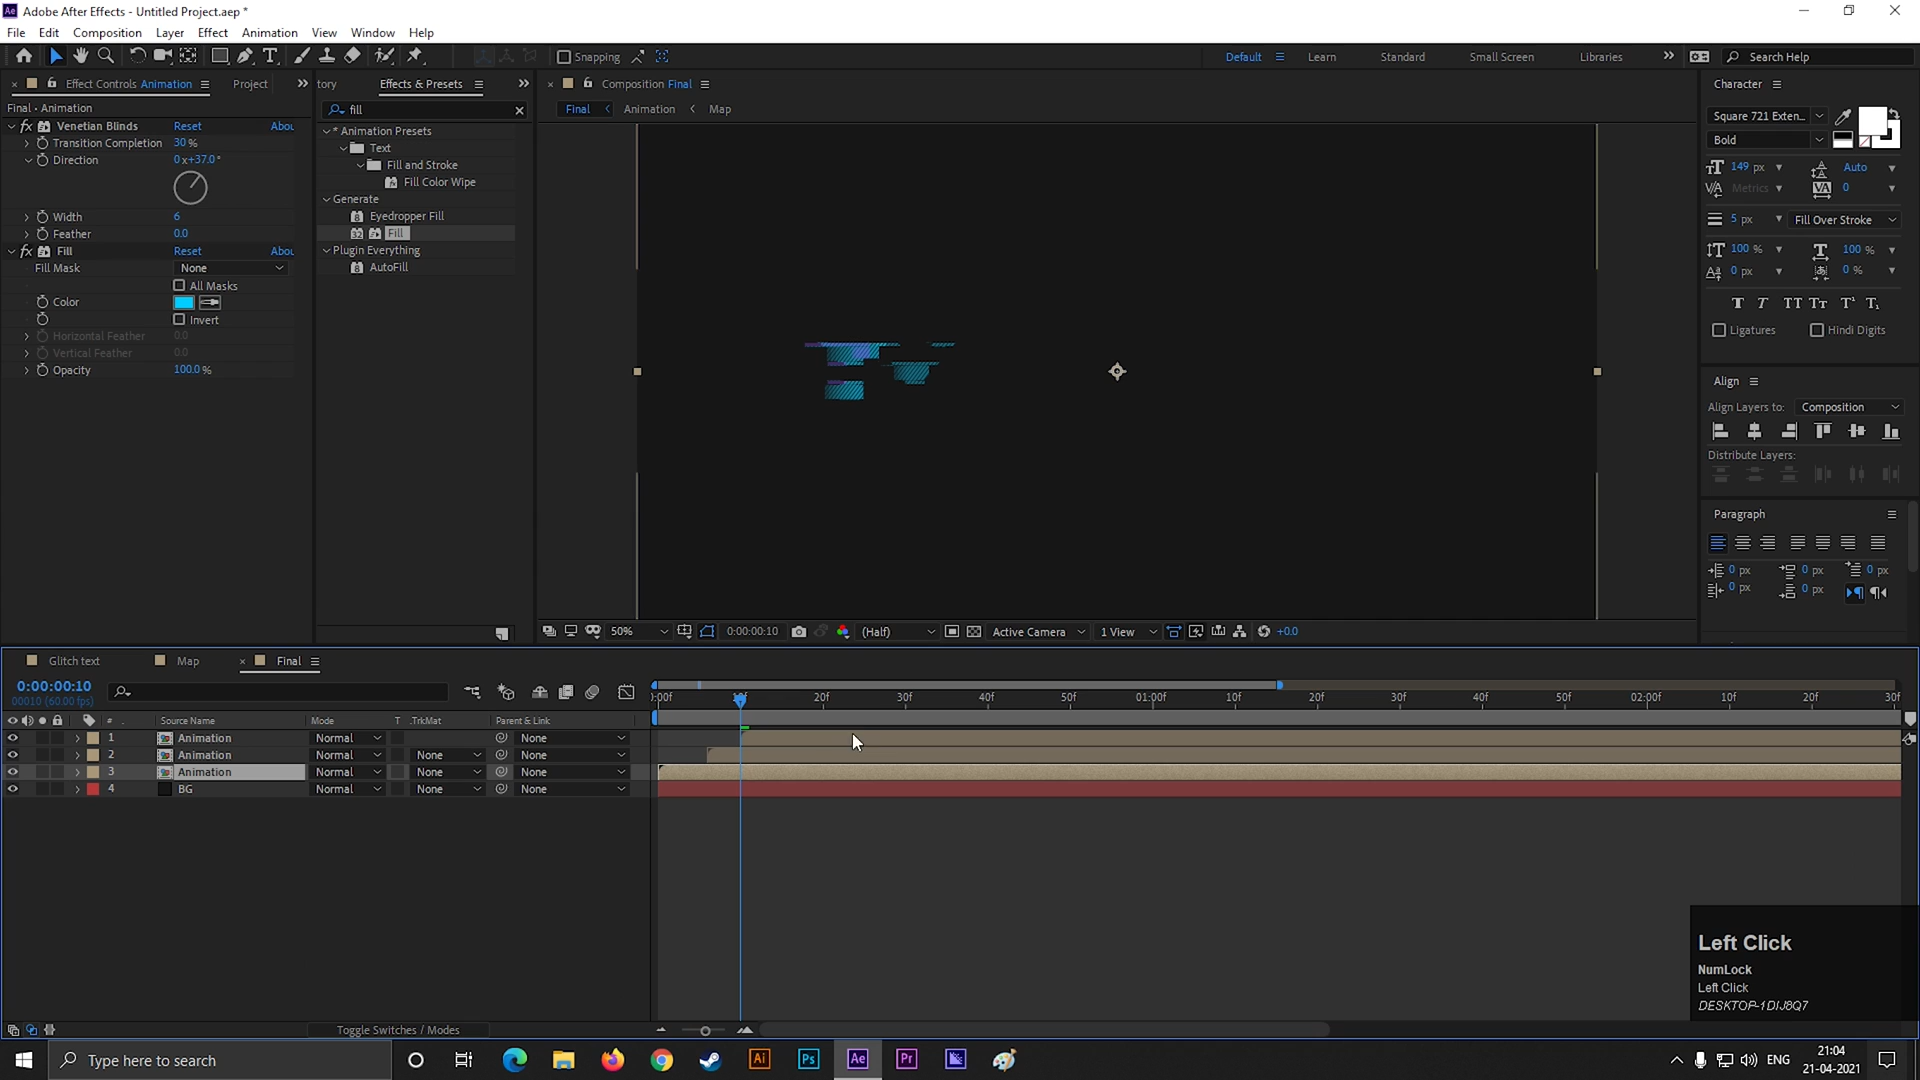 Adobe After Effects - Untitled Project.aep *
File Edit Composition Layer Effect Animation View Window Help
Snapping
Default Learn Standard Small Screen Libraries Search Help
Effect Controls Animation Project
Final • Animation
Venetian Blinds Reset Abou
Transition Completion 30 %
Direction 0 x+37.0 °
Width 6
Feather 0.0
Fill Reset Abou
Fill Mask None
All Masks
Color
Invert
Horizontal Feather 0.0
Vertical Feather 0.0
Opacity 100.0 %
tory Effects & Presets
fill
* Animation Presets
Text
Fill and Stroke
Fill Color Wipe
Generate
Eyedropper Fill
Fill
Plugin Everything
AutoFill
Composition Final
Final Animation Map
50% 0:00:00:10 (Half) Active Camera 1 View +0.0
Character
Square 721 Exten...
Bold
149 px Auto
Metrics 0
5 px Fill Over Stroke
100 % 100 %
0 px 0 %
Ligatures Hindi Digits
Align
Align Layers to: Composition
Distribute Layers:
Paragraph
0 px 0 px 0 px
0 px 0 px
Glitch text Map Final
0:00:00:10
00010 (60.00 fps)
):00f 10f 20f 30f 40f 50f 01:00f 10f 20f 30f 40f 50f 02:00f 10f 20f 30f
# Source Name Mode T .TrkMat Parent & Link
1 Animation Normal None
2 Animation Normal None None
3 Animation Normal None None
4 BG Normal None None
Toggle Switches / Modes
Left Click
NumLock
Left Click
DESKTOP-1DIJ8Q7
Type here to search
Ai Ps Ae Pr
ENG
21:04
21-04-2021